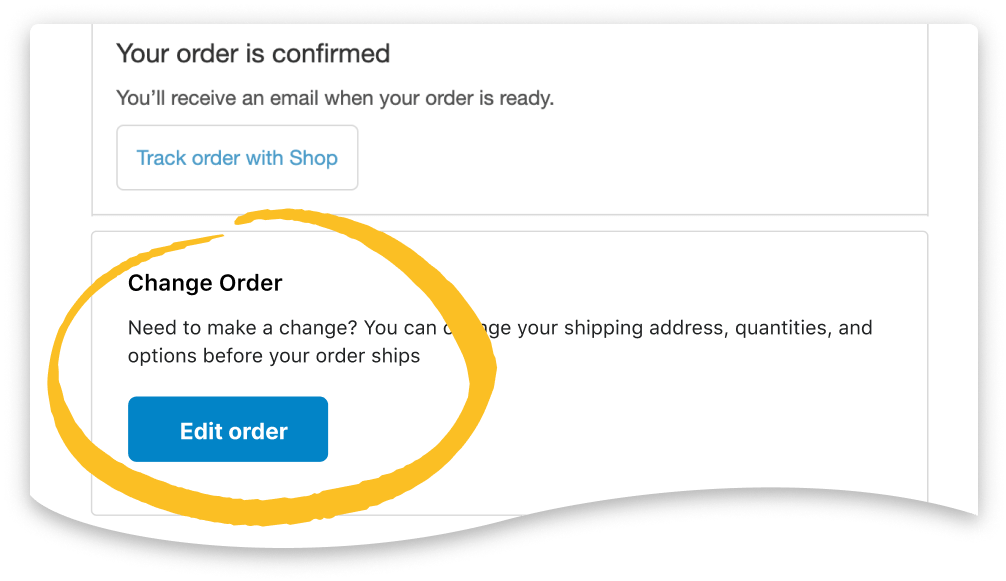 Your order is confirmed
You’ll receive an email when your order is ready.
Track order with Shop
Change Order
Need to make a change? You can change your shipping address, quantities, and
options before your order ships
Edit order